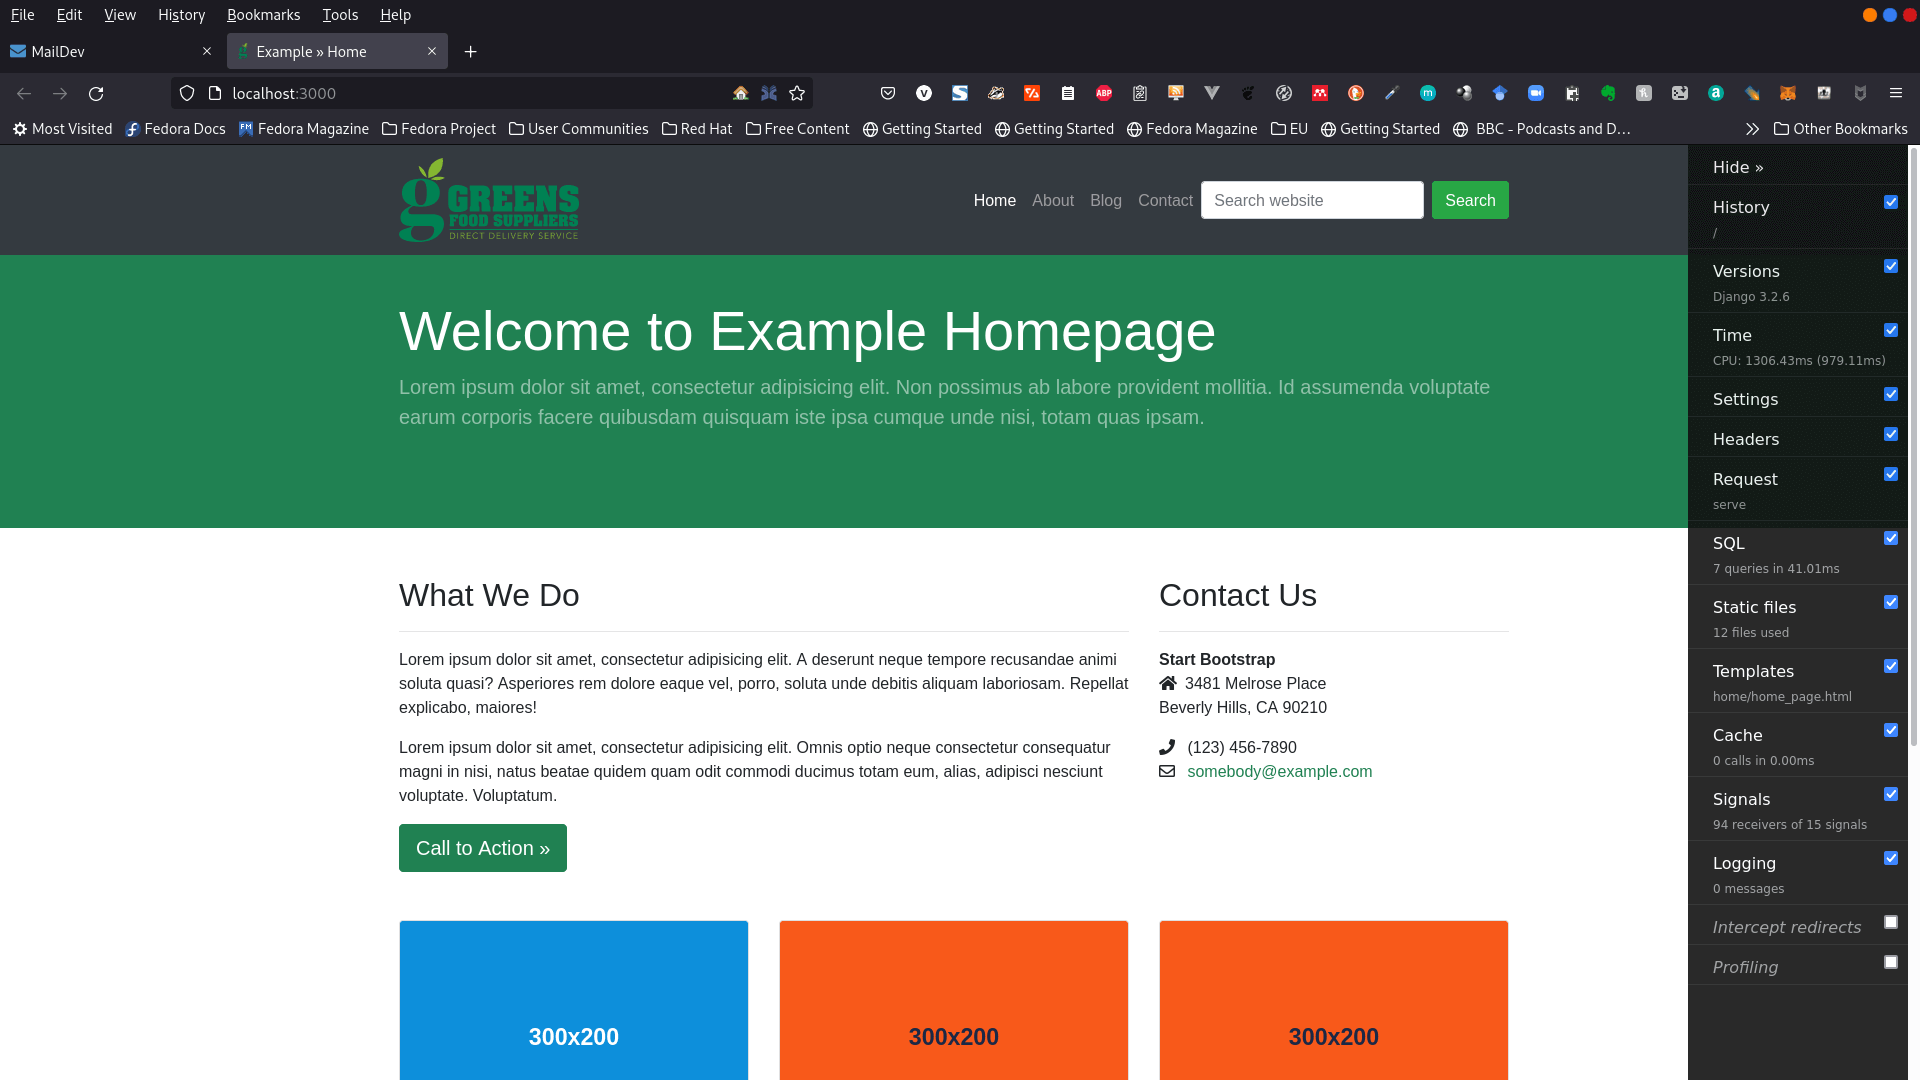 File Edit View History Bookmarks Tools Help
MailDev × Example » Home × +
localhost:3000
Most Visited Fedora Docs Fedora Magazine Fedora Project User Communities Red Hat Free Content Getting Started Getting Started Fedora Magazine EU Getting Started BBC - Podcasts and D… Other Bookmarks
GREENS
FOOD SUPPLIERS
DIRECT DELIVERY SERVICE
Home About Blog Contact Search website Search
Welcome to Example Homepage
Lorem ipsum dolor sit amet, consectetur adipisicing elit. Non possimus ab labore provident mollitia. Id assumenda voluptate
earum corporis facere quibusdam quisquam iste ipsa cumque unde nisi, totam quas ipsam.
What We Do
Lorem ipsum dolor sit amet, consectetur adipisicing elit. A deserunt neque tempore recusandae animi
soluta quasi? Asperiores rem dolore eaque vel, porro, soluta unde debitis aliquam laboriosam. Repellat
explicabo, maiores!
Lorem ipsum dolor sit amet, consectetur adipisicing elit. Omnis optio neque consectetur consequatur
magni in nisi, natus beatae quidem quam odit commodi ducimus totam eum, alias, adipisci nesciunt
voluptate. Voluptatum.
Call to Action »
Contact Us
Start Bootstrap
3481 Melrose Place
Beverly Hills, CA 90210
(123) 456-7890
somebody@example.com
300x200
300x200
300x200
Hide »
History
/
Versions
Django 3.2.6
Time
CPU: 1306.43ms (979.11ms)
Settings
Headers
Request
serve
SQL
7 queries in 41.01ms
Static files
12 files used
Templates
home/home_page.html
Cache
0 calls in 0.00ms
Signals
94 receivers of 15 signals
Logging
0 messages
Intercept redirects
Profiling